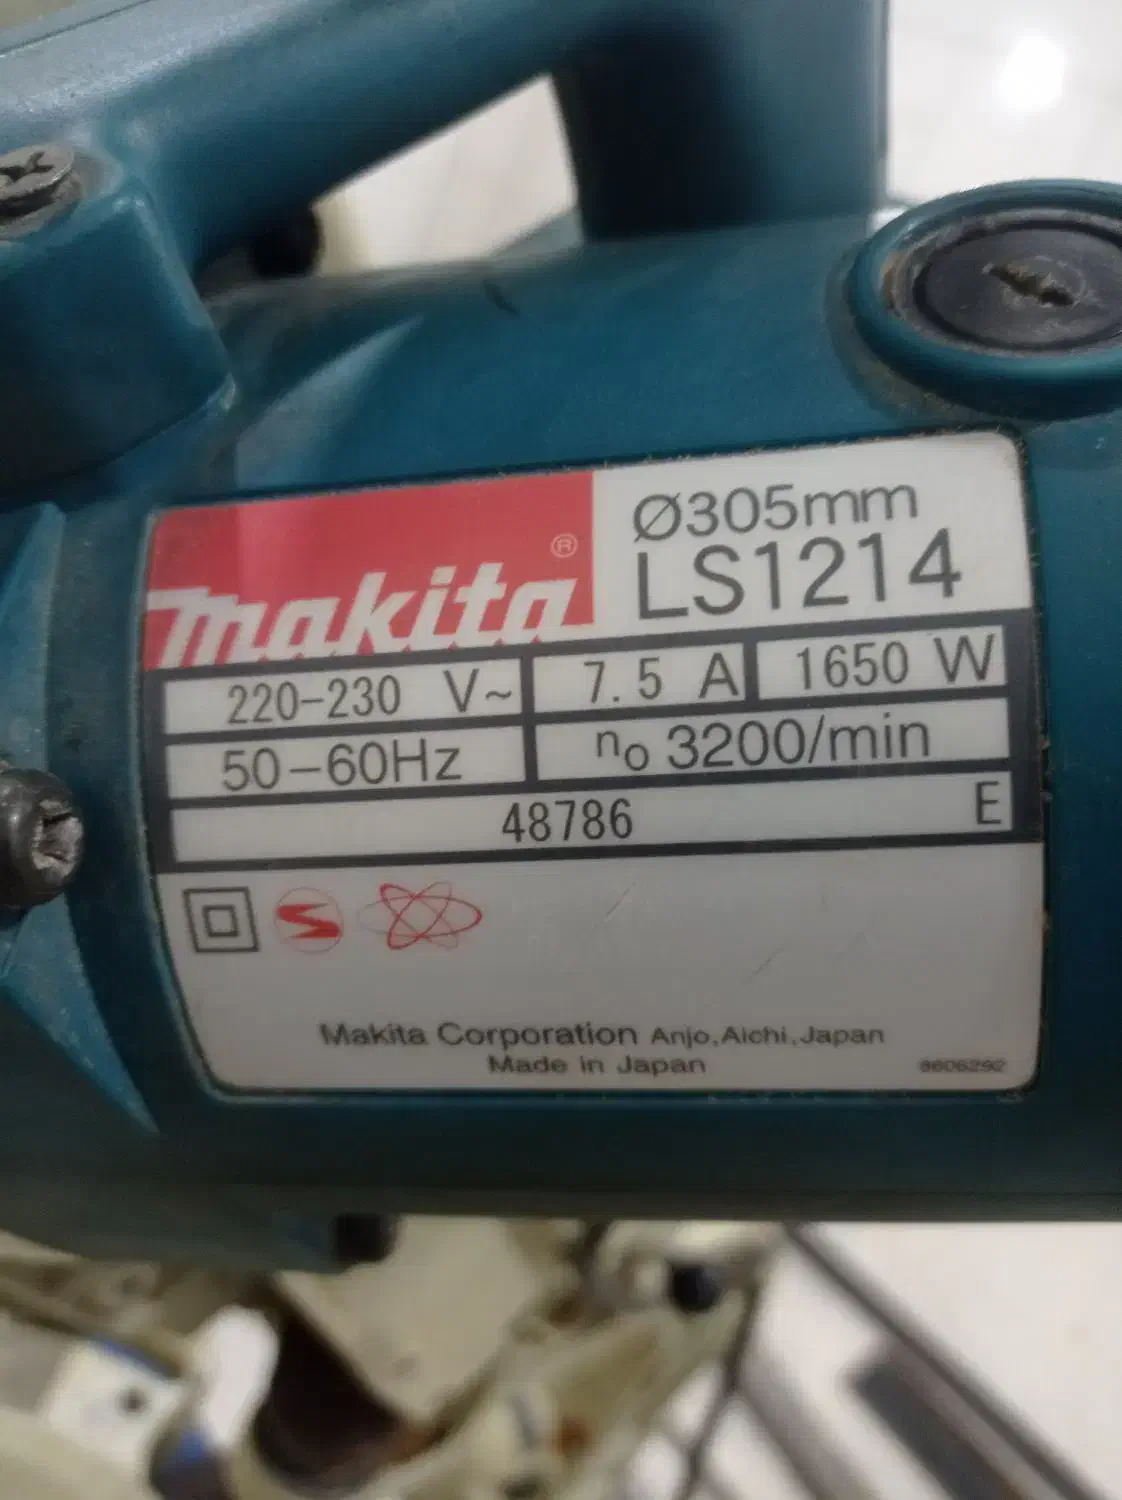 Ø305mm
makita®
LS1214
220-230 V~ 7.5 A 1650 W
50-60Hz no 3200/min
48786 E
Makita Corporation Anjo,Aichi,Japan
Made in Japan